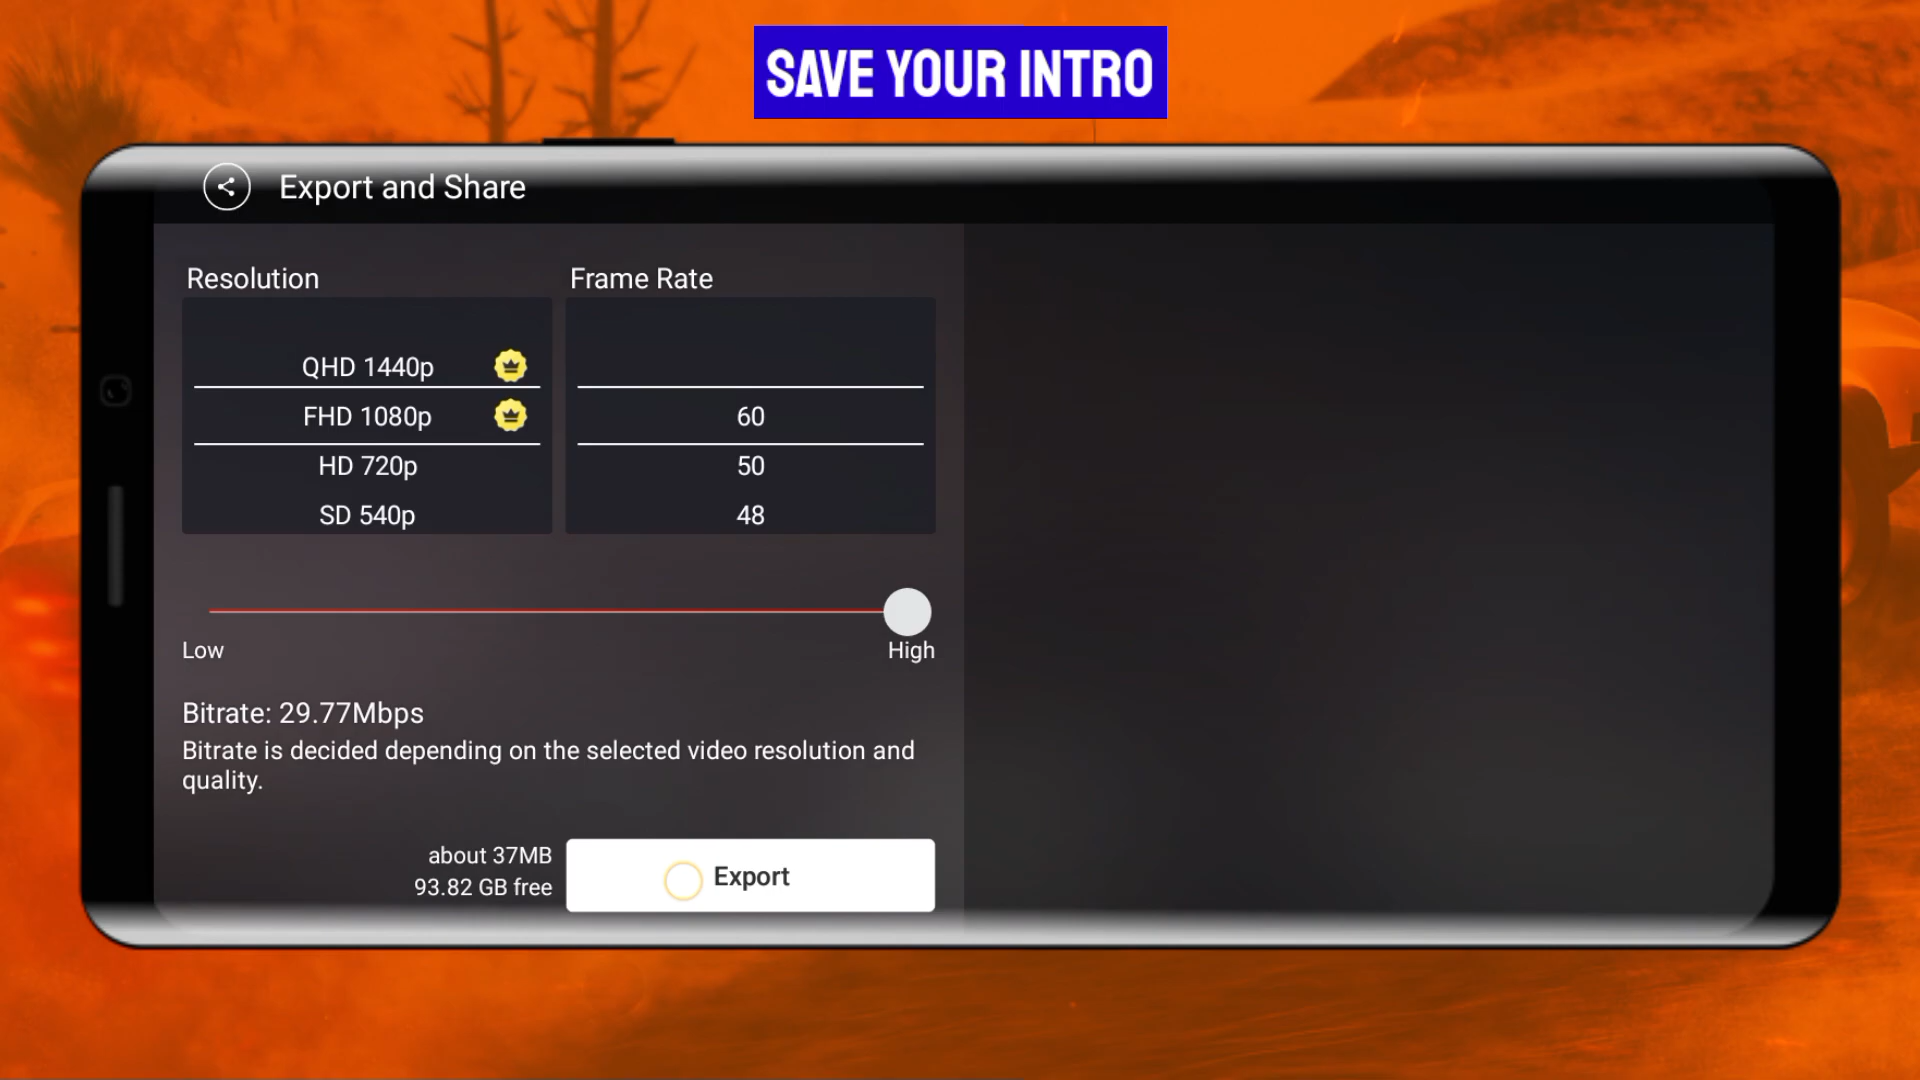 SAVE YOUR INTRO
Export and Share
Resolution
Frame Rate
QHD 1440p
FHD 1080p
HD 720p
SD 540p
60
50
48
Low
High
Bitrate: 29.77Mbps
Bitrate is decided depending on the selected video resolution and
quality.
about 37MB
93.82 GB free
Export